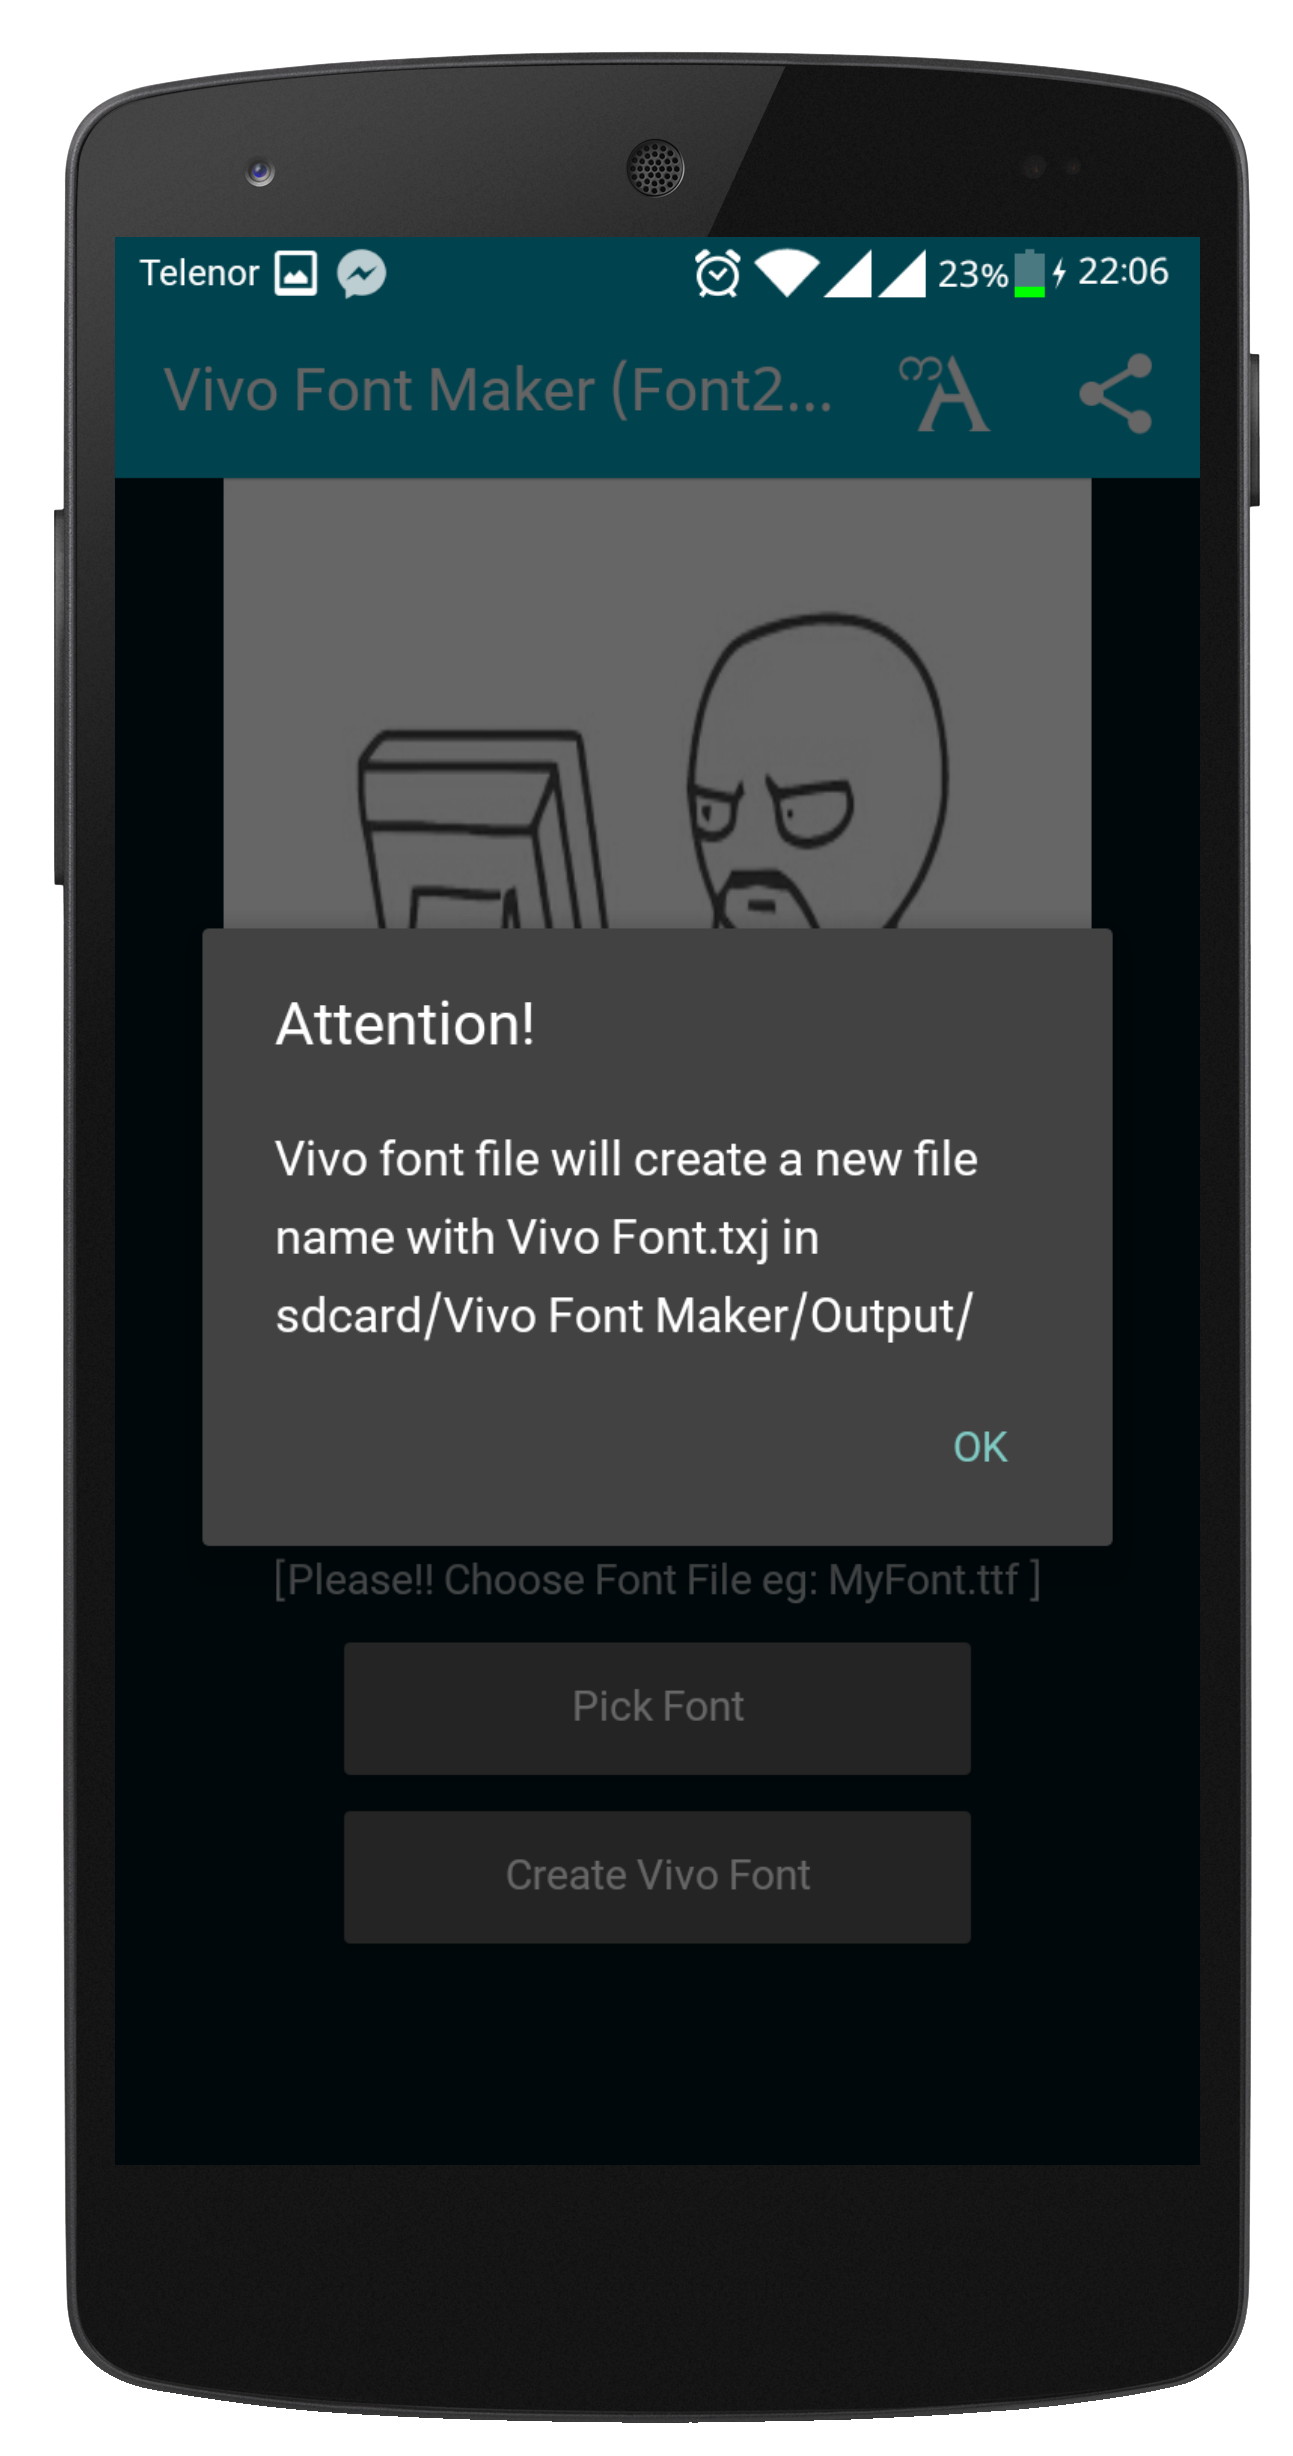 Telenor 23% 22:06
Vivo Font Maker (Font2...
Attention!
Vivo font file will create a new file
name with Vivo Font.txj in
sdcard/Vivo Font Maker/Output/
OK
[Please!! Choose Font File eg: MyFont.ttf ]
Pick Font
Create Vivo Font